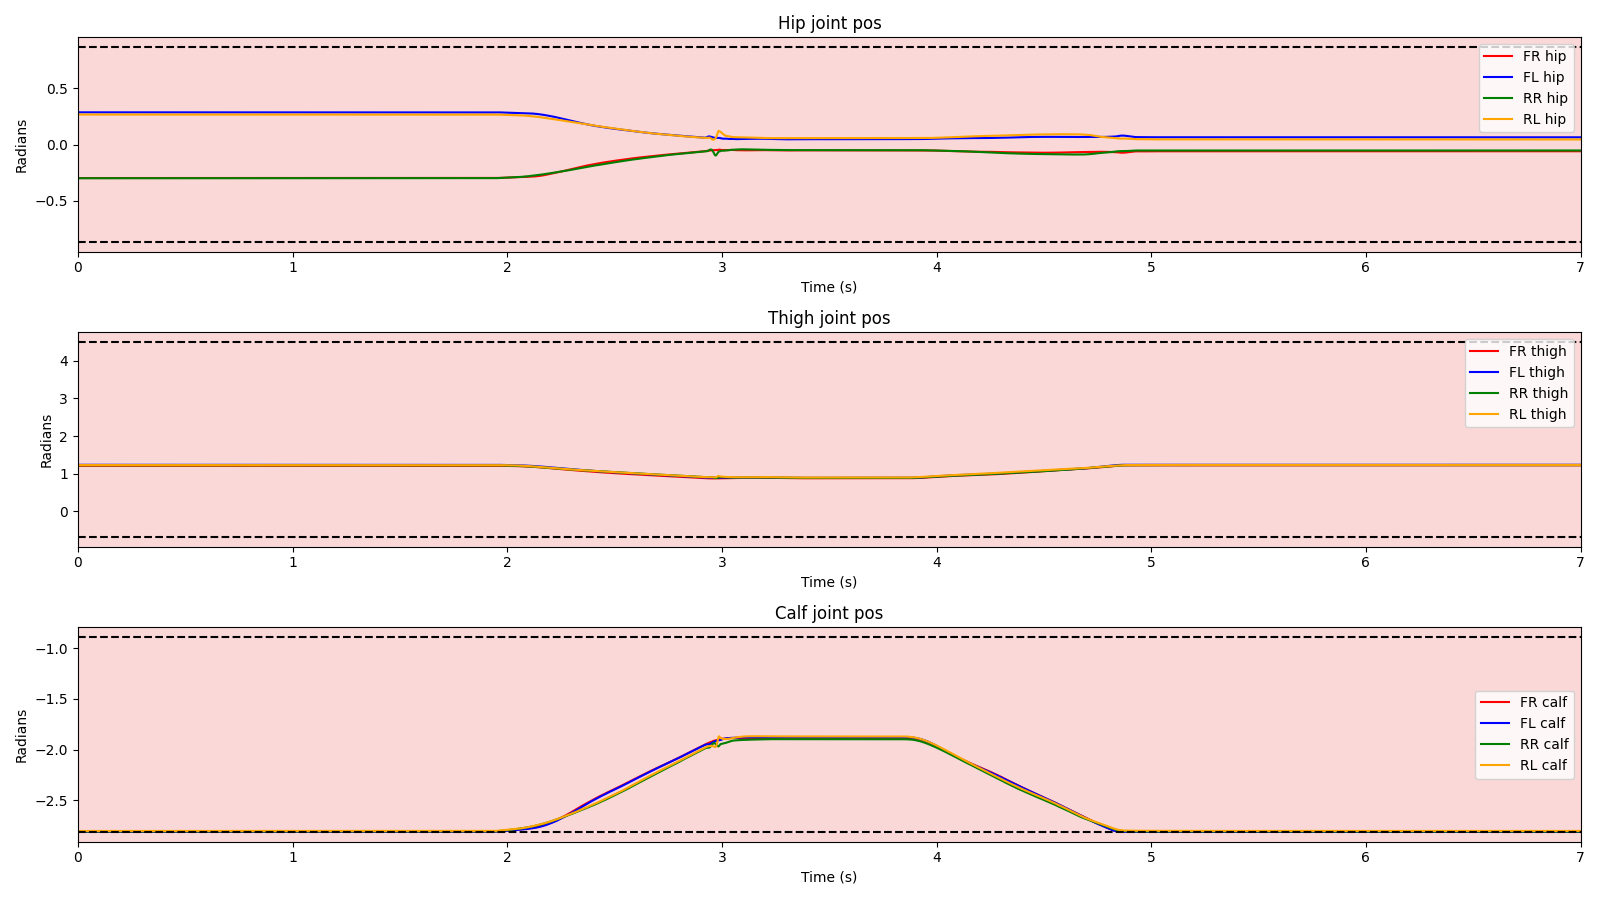 Hip joint pos
0.5
0.0
−0.5
Radians
FR hip
FL hip
RR hip
RL hip
0 1 2 3 4 5 6 7
Time (s)
Thigh joint pos
4
3
2
1
0
Radians
FR thigh
FL thigh
RR thigh
RL thigh
0 1 2 3 4 5 6 7
Time (s)
Calf joint pos
−1.0
−1.5
−2.0
−2.5
Radians
FR calf
FL calf
RR calf
RL calf
0 1 2 3 4 5 6 7
Time (s)